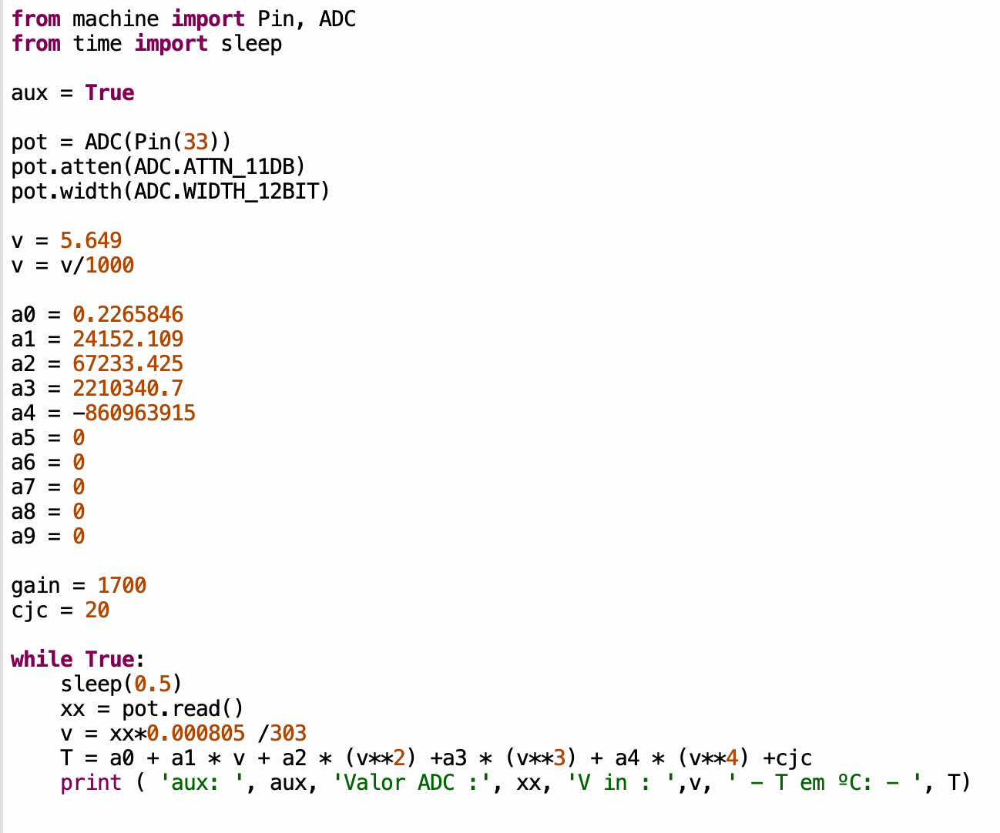 from machine import Pin, ADC
from time import sleep

aux = True

pot = ADC(Pin(33))
pot.atten(ADC.ATTN_11DB)
pot.width(ADC.WIDTH_12BIT)

v = 5.649
v = v/1000

a0 = 0.2265846
a1 = 24152.109
a2 = 67233.425
a3 = 2210340.7
a4 = -860963915
a5 = 0
a6 = 0
a7 = 0
a8 = 0
a9 = 0

gain = 1700
cjc = 20

while True:
    sleep(0.5)
    xx = pot.read()
    v = xx*0.000805 /303
    T = a0 + a1 * v + a2 * (v**2) +a3 * (v**3) + a4 * (v**4) +cjc
    print ( 'aux: ', aux, 'Valor ADC :', xx, 'V in : ',v, ' - T em ºC: - ', T)